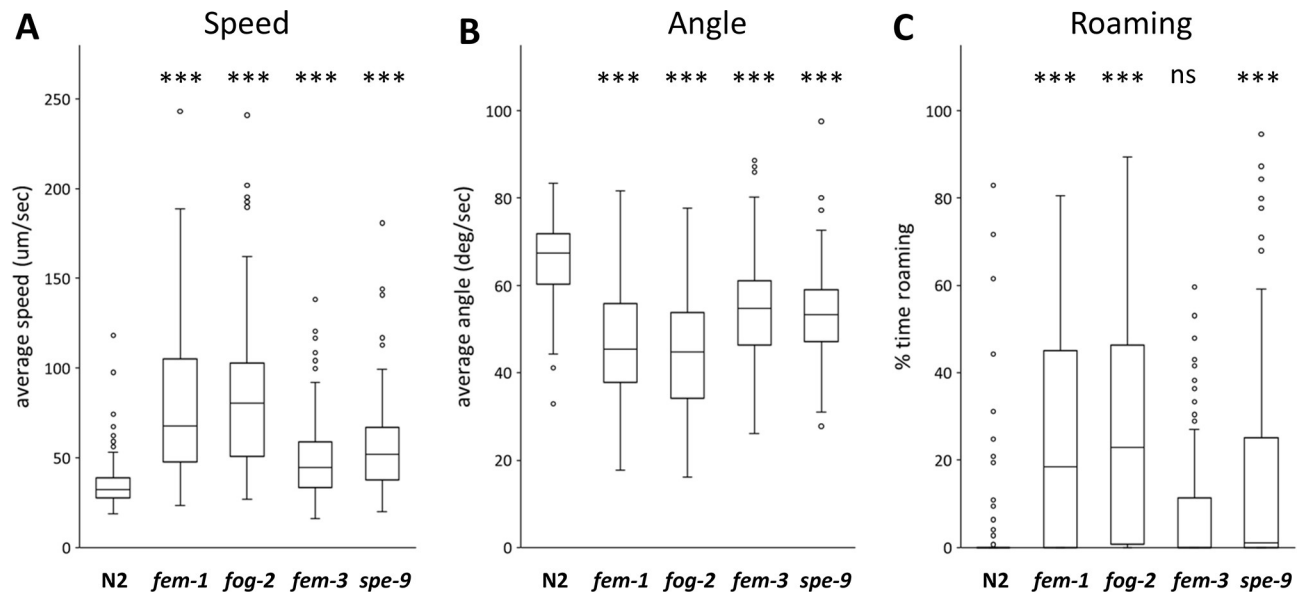 A Speed
*** *** *** ***
average speed (um/sec)
250
200
150
100
50
0
N2 fem-1 fog-2 fem-3 spe-9
B Angle
*** *** *** ***
average angle (deg/sec)
100
80
60
40
20
0
N2 fem-1 fog-2 fem-3 spe-9
C Roaming
*** *** ns ***
% time roaming
100
80
60
40
20
0
N2 fem-1 fog-2 fem-3 spe-9